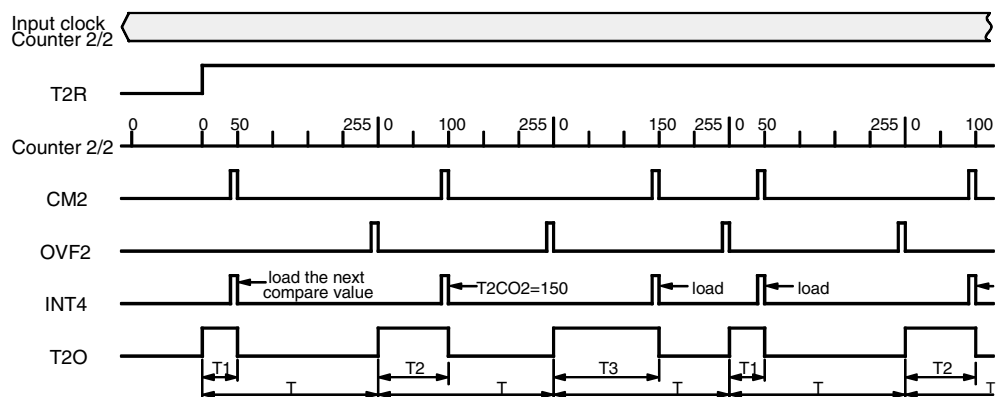 Input clock
Counter 2/2
T2R
0 0 50 255 0 100 255 0 150 255 0 50 255 0 100
Counter 2/2
CM2
OVF2
INT4
load the next
compare value
T2CO2=150
load
load
T2O
T1 T2 T3 T1 T2
T T T T T